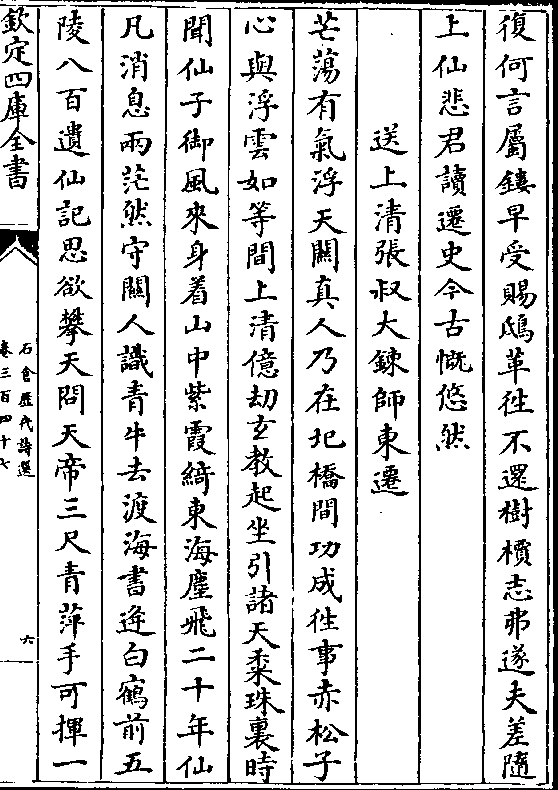 復何言屬鏤早受賜鴟革徃不還樹檟志弗遂夫差隨
上仙悲君讀遷史今古慨悠然
送上清張叔大鍊師東還
芒蕩有氣浮天關真人乃在圯橋間功成徃事赤松子
心與浮雲如等間上清億劫玄教起坐引諸天黍珠裏時
聞仙子御風來身着山中紫霞綺東海塵飛二十年仙
凡消息兩茫然守關人識青牛去渡海書迎白鶴前五
陵八百遺仙記思欲攀天問天帝三尺青萍手可揮一
欽定四庫全書
石倉歷代詩選
卷三百四十七
六